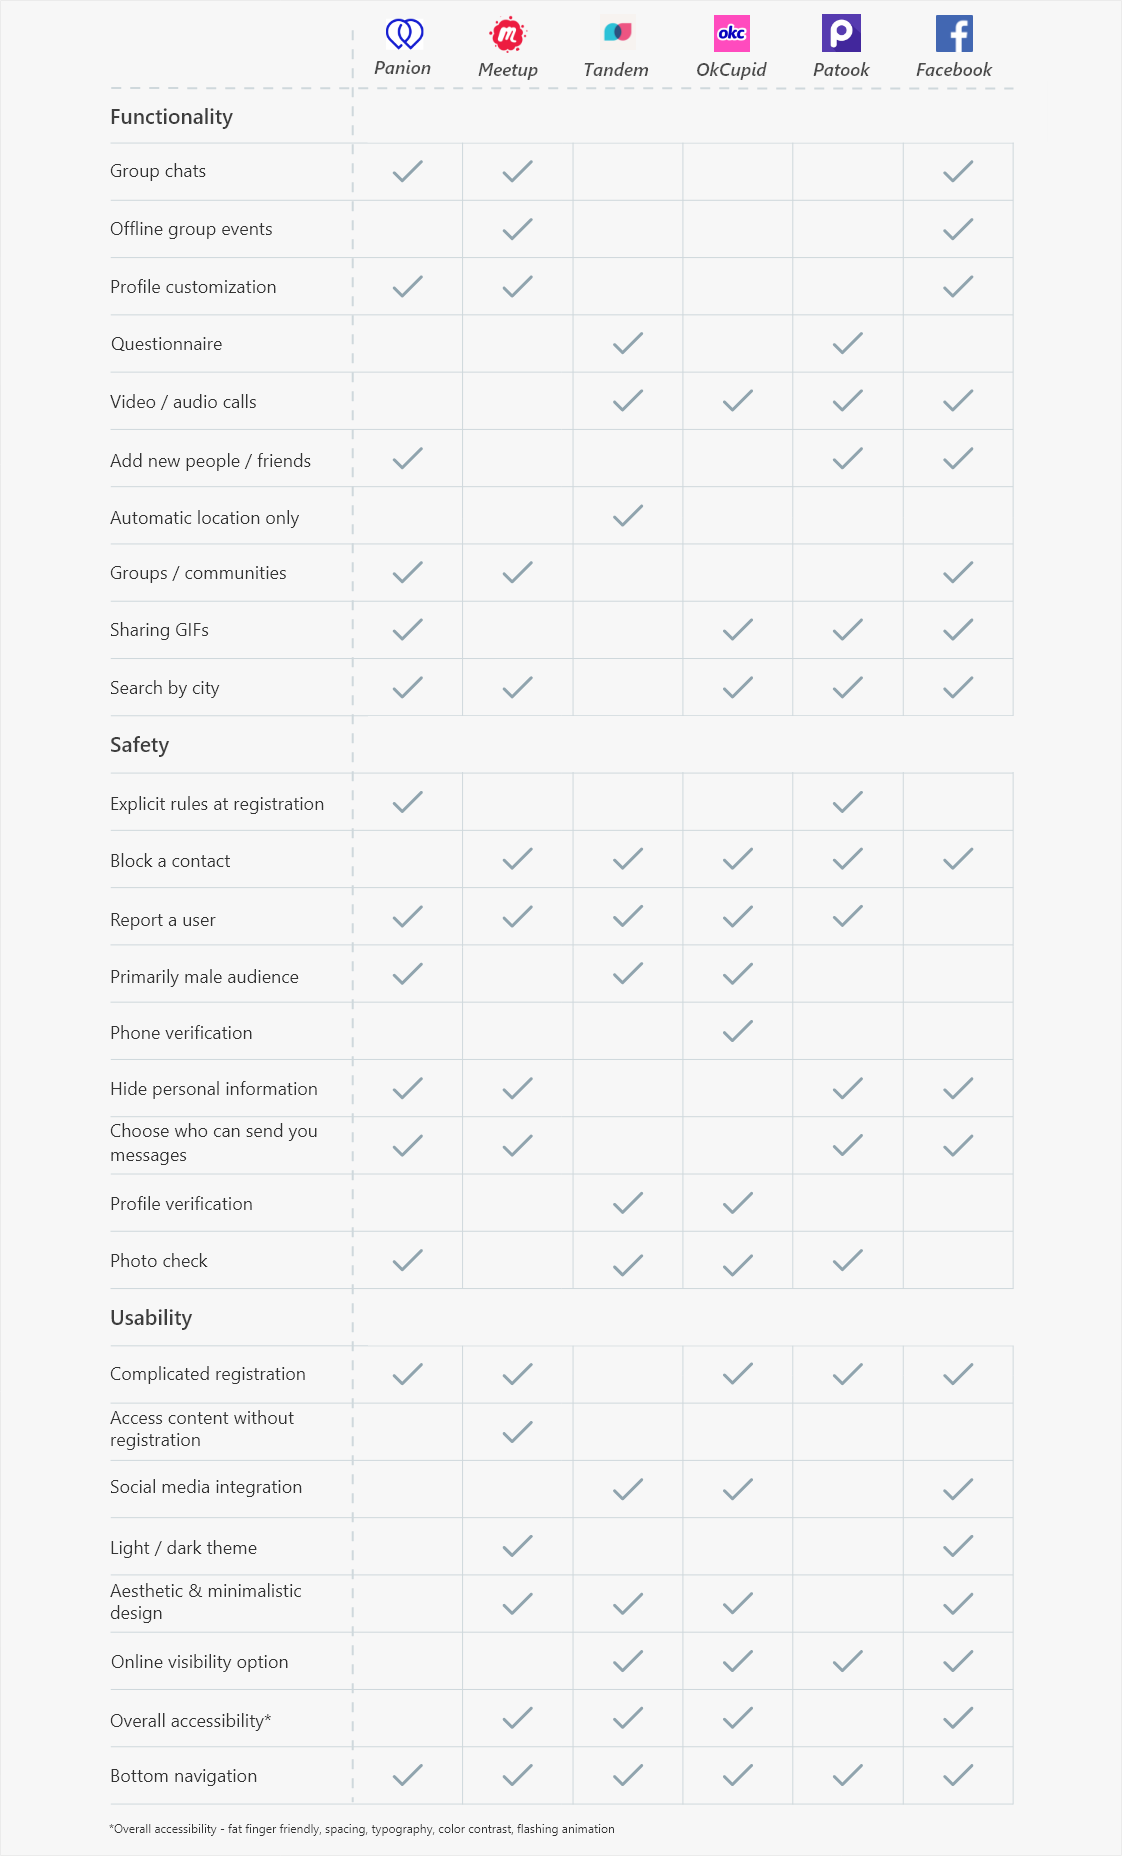 okc
Panion Meetup Tandem OkCupid Patook Facebook
Functionality
Group chats
Offline group events
Profile customization
Questionnaire
Video / audio calls
Add new people / friends
Automatic location only
Groups / communities
Sharing GIFs
Search by city
Safety
Explicit rules at registration
Block a contact
Report a user
Primarily male audience
Phone verification
Hide personal information
Choose who can send you
messages
Profile verification
Photo check
Usability
Complicated registration
Access content without
registration
Social media integration
Light / dark theme
Aesthetic & minimalistic
design
Online visibility option
Overall accessibility*
Bottom navigation
*Overall accessibility - fat finger friendly, spacing, typography, color contrast, flashing animation